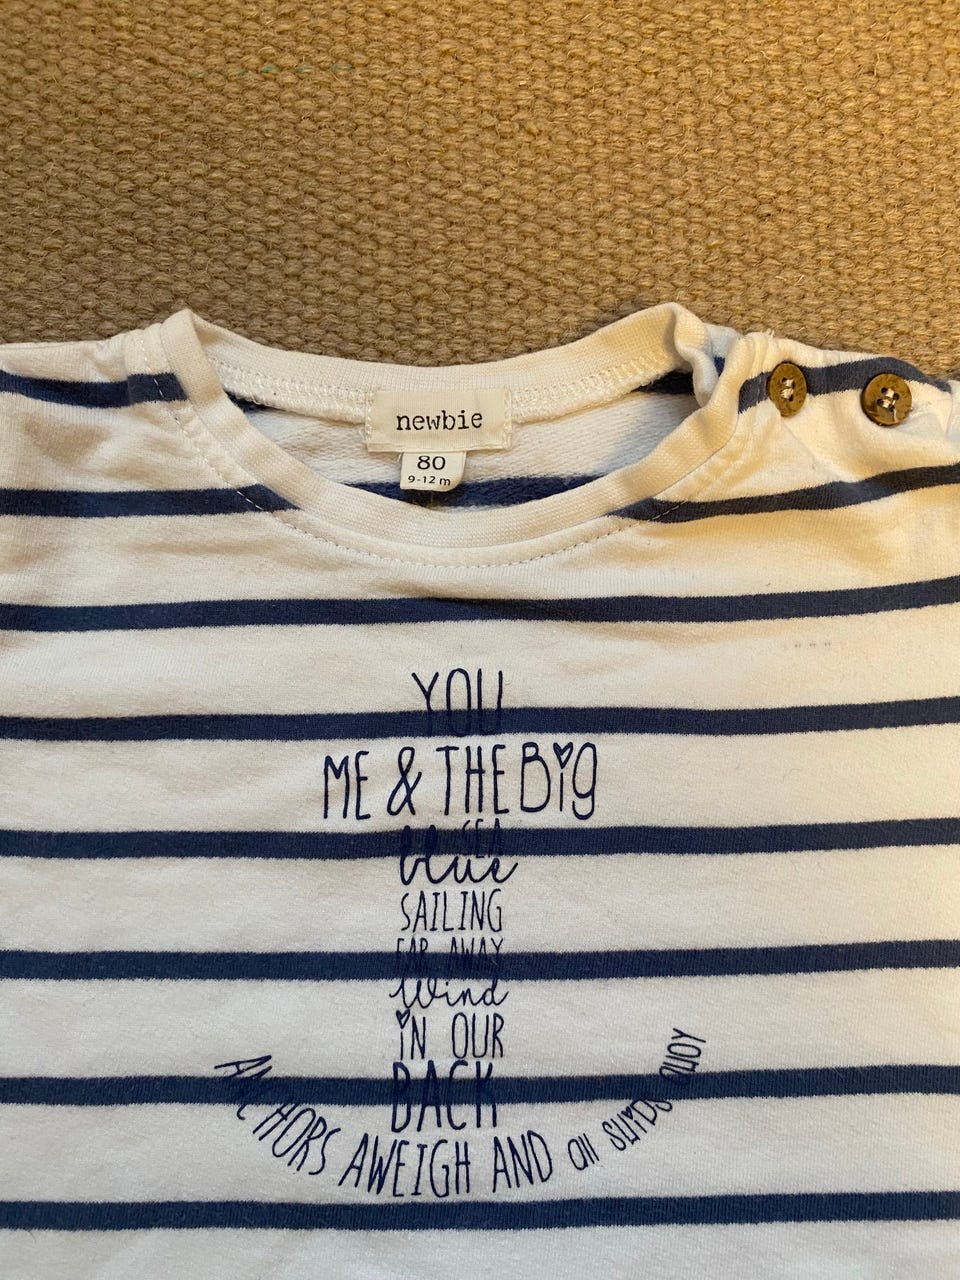 newbie
80
9-12 m
YOU
ME & THE BiG
blue SEA
SAILING
FAR AWAY
Wind
iN OUR
BACK
ANCHORS AWEIGH AND all SHiPS AHOY